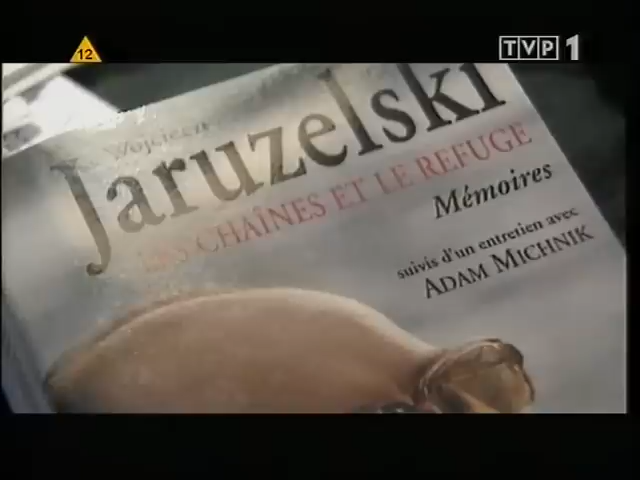 12
TVP 1
Wojciech
Jaruzelski
LES CHAÎNES ET LE REFUGE
Mémoires
suivis d'un entretien avec
ADAM MICHNIK